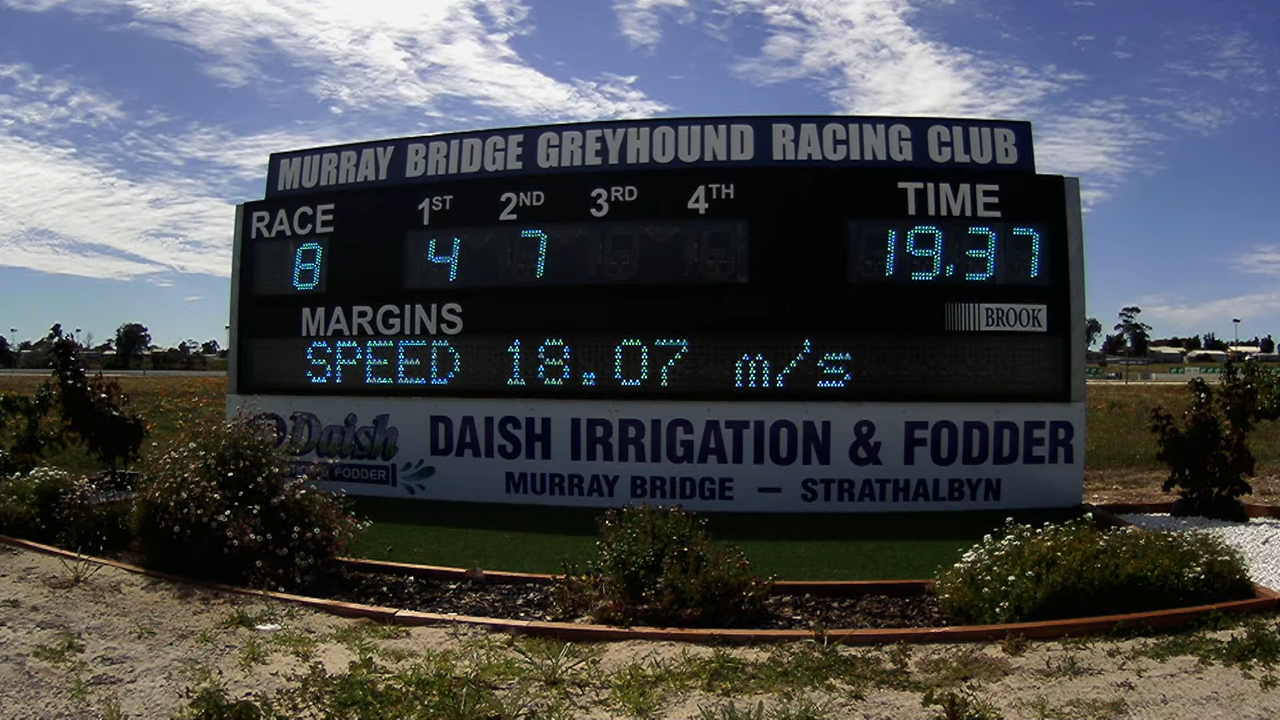 MURRAY BRIDGE GREYHOUND RACING CLUB
RACE 1ST 2ND 3RD 4TH TIME
8 4 7 19.37
MARGINS BROOK
SPEED 18.07 m/s
Daish DAISH IRRIGATION & FODDER
& FODDER MURRAY BRIDGE — STRATHALBYN